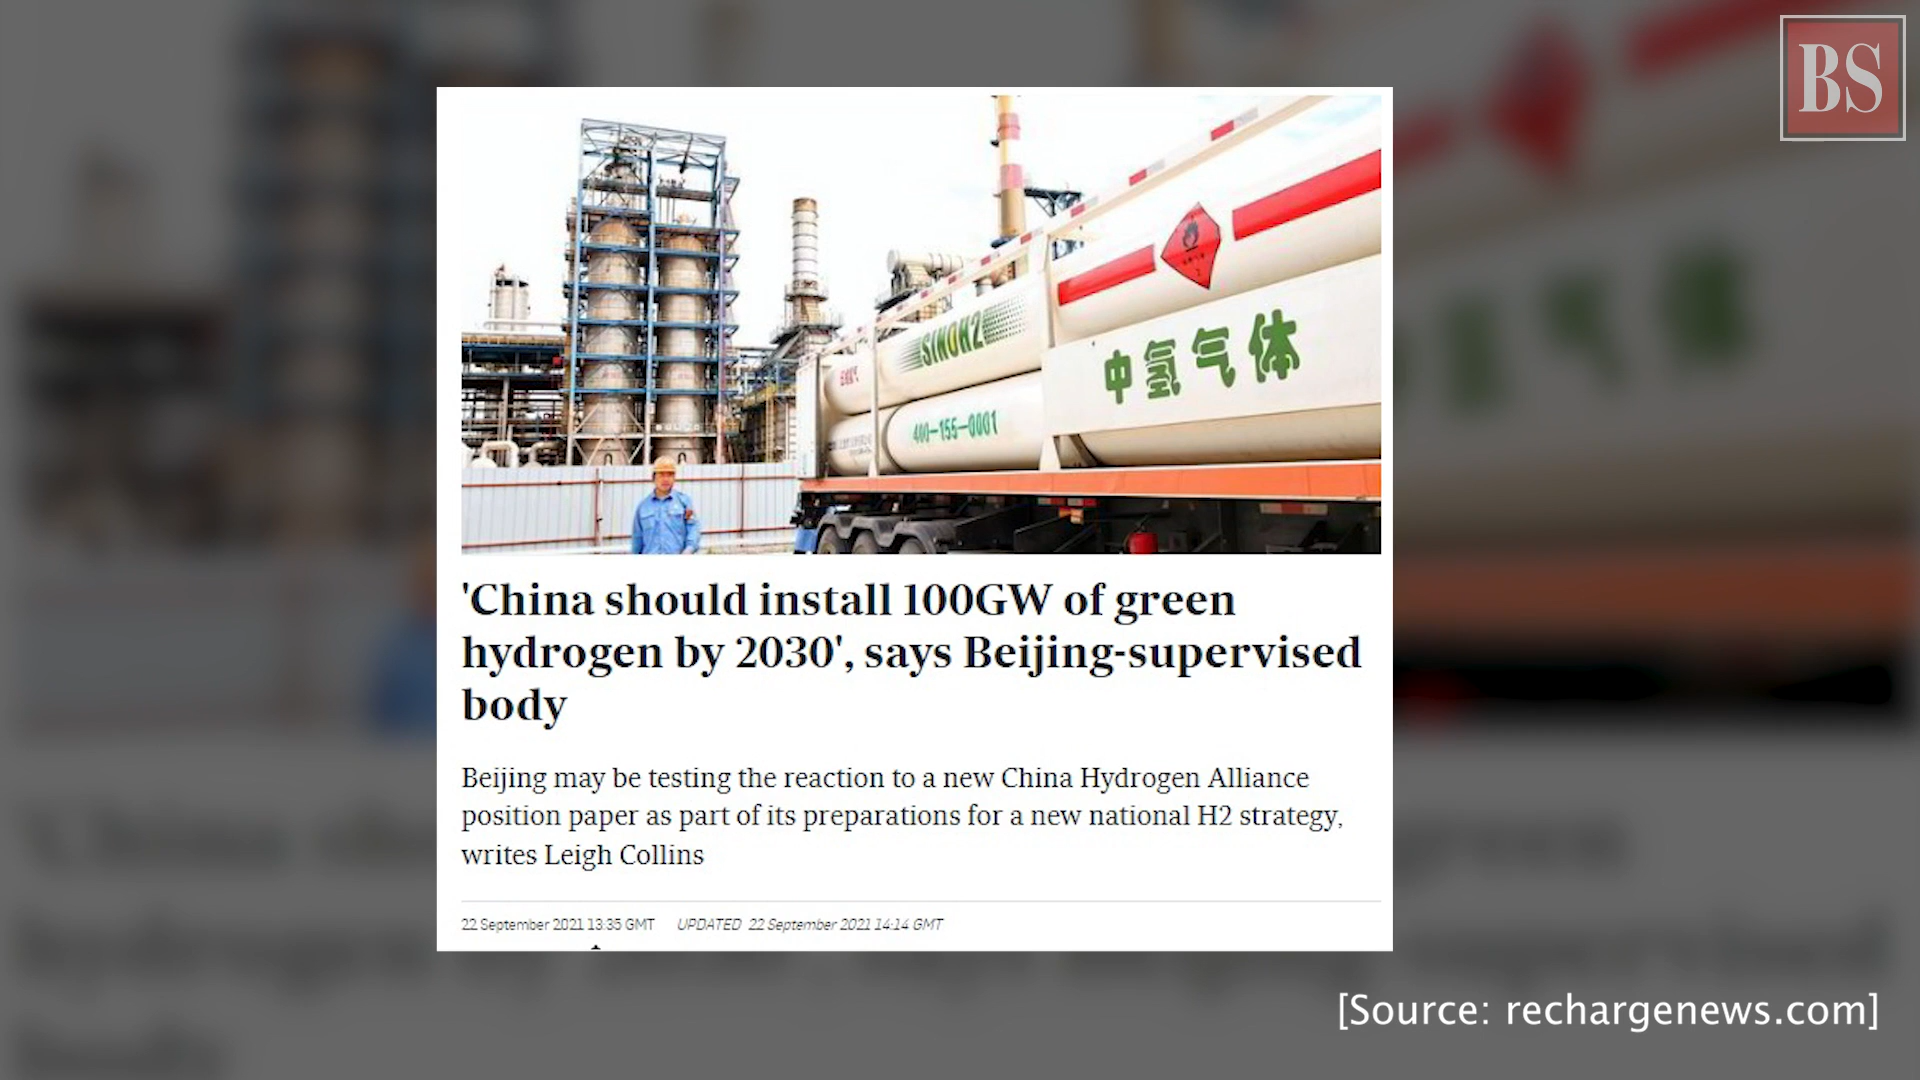 BS
SINOH2
中氢气体
400-155-0001
'China should install 100GW of green
hydrogen by 2030', says Beijing-supervised
body
Beijing may be testing the reaction to a new China Hydrogen Alliance
position paper as part of its preparations for a new national H2 strategy,
writes Leigh Collins
22 September 2021 13:35 GMT UPDATED 22 September 2021 14:14 GMT
[Source: rechargenews.com]